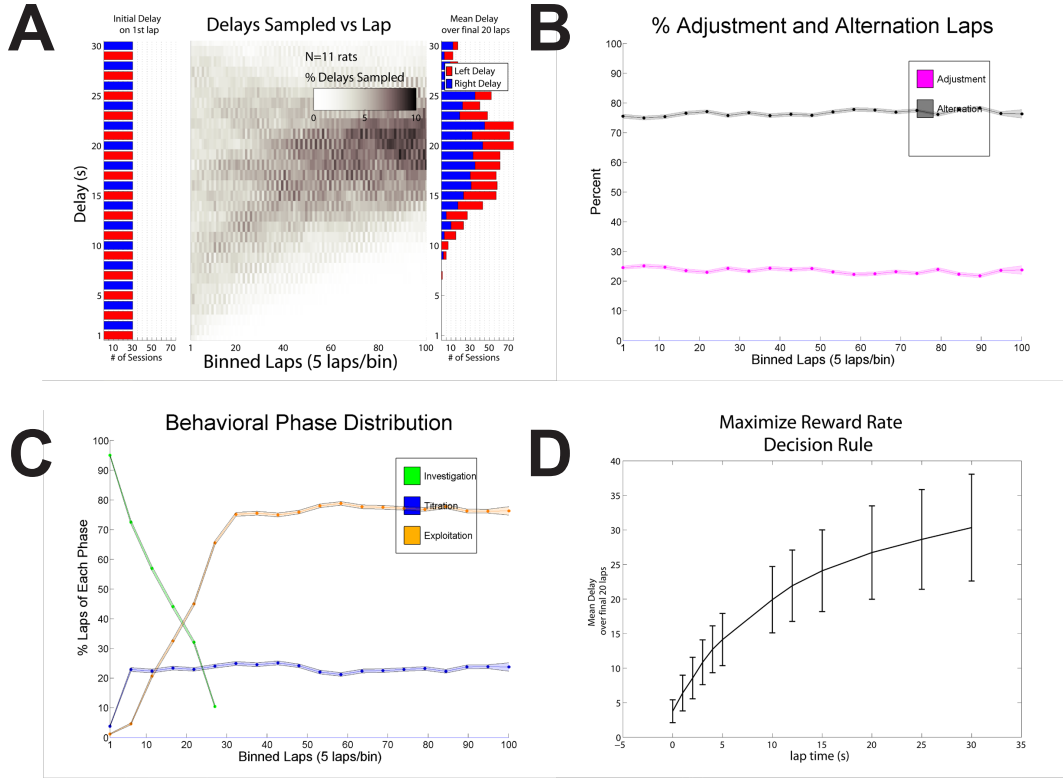 A
Initial Delay
on 1st lap
Delays Sampled vs Lap
Mean Delay
over final 20 laps
N=11 rats
% Delays Sampled
0 5 10
Left Delay
Right Delay
Delay (s)
30
25
20
15
10
5
1
30
25
20
15
10
5
1
10 30 50 70
# of Sessions
1 20 40 60 80 100
Binned Laps (5 laps/bin)
10 30 50 70
# of Sessions
B
% Adjustment and Alternation Laps
Adjustment
Alternation
Percent
100
90
80
70
60
50
40
30
20
10
0
1 10 20 30 40 50 60 70 80 90 100
Binned Laps (5 laps/bin)
C
Behavioral Phase Distribution
Investigation
Titration
Exploitation
% Laps of Each Phase
100
90
80
70
60
50
40
30
20
10
0
1 10 20 30 40 50 60 70 80 90 100
Binned Laps (5 laps/bin)
D
Maximize Reward Rate
Decision Rule
Mean Delay
over final 20 laps
40
35
30
25
20
15
10
5
0
−5 0 5 10 15 20 25 30 35
lap time (s)